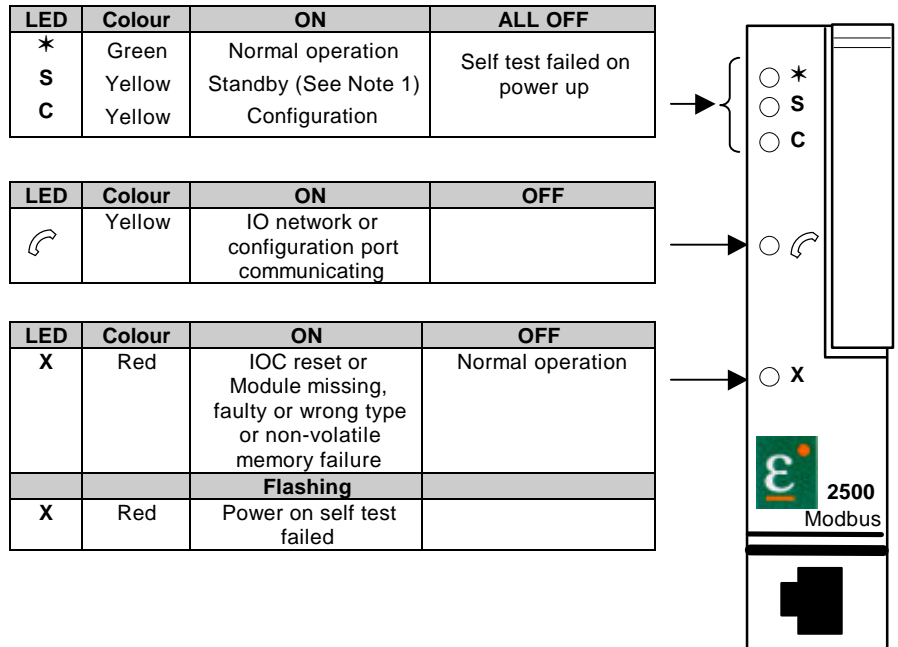 LED Colour ON ALL OFF
✶ Green Normal operation Self test failed on power up
S Yellow Standby (See Note 1)
C Yellow Configuration
LED Colour ON OFF
Yellow IO network or configuration port communicating
LED Colour ON OFF
X Red IOC reset or Module missing, faulty or wrong type or non-volatile memory failure Normal operation
Flashing
X Red Power on self test failed
✶
S
C
X
ε
2500
Modbus